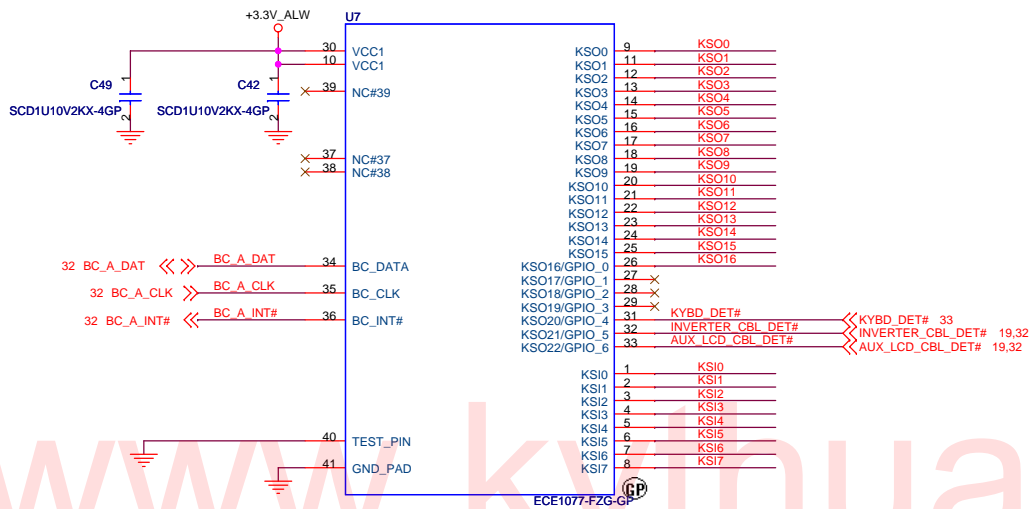 +3.3V_ALW
U7
30 VCC1
10 VCC1
39 NC#39
37 NC#37
38 NC#38
C49
1
2
SCD1U10V2KX-4GP
C42
1
2
SCD1U10V2KX-4GP
32 BC_A_DAT BC_A_DAT 34 BC_DATA
32 BC_A_CLK BC_A_CLK 35 BC_CLK
32 BC_A_INT# BC_A_INT# 36 BC_INT#
40 TEST_PIN
41 GND_PAD
KSO0 9 KSO0
KSO1 11 KSO1
KSO2 12 KSO2
KSO3 13 KSO3
KSO4 14 KSO4
KSO5 15 KSO5
KSO6 16 KSO6
KSO7 17 KSO7
KSO8 18 KSO8
KSO9 19 KSO9
KSO10 20 KSO10
KSO11 21 KSO11
KSO12 22 KSO12
KSO13 23 KSO13
KSO14 24 KSO14
KSO15 25 KSO15
KSO16/GPIO_0 26 KSO16
KSO17/GPIO_1 27
KSO18/GPIO_2 28
KSO19/GPIO_3 29
KSO20/GPIO_4 31 KYBD_DET# KYBD_DET# 33
KSO21/GPIO_5 32 INVERTER_CBL_DET# INVERTER_CBL_DET# 19,32
KSO22/GPIO_6 33 AUX_LCD_CBL_DET# AUX_LCD_CBL_DET# 19,32
KSI0 1 KSI0
KSI1 2 KSI1
KSI2 3 KSI2
KSI3 4 KSI3
KSI4 5 KSI4
KSI5 6 KSI5
KSI6 7 KSI6
KSI7 8 KSI7
GP
ECE1077-FZG-GP
www.kythua